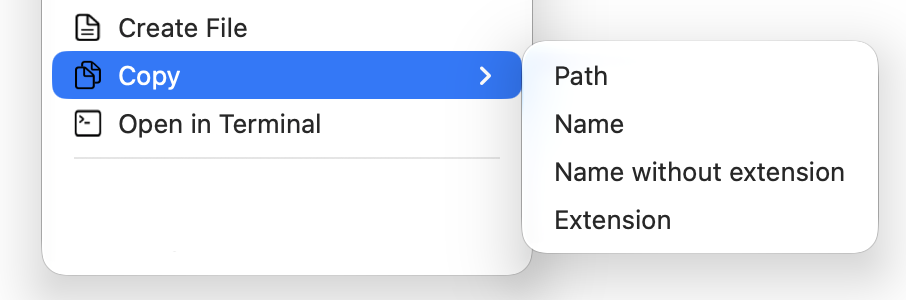 Create File
Copy
Open in Terminal
Path
Name
Name without extension
Extension